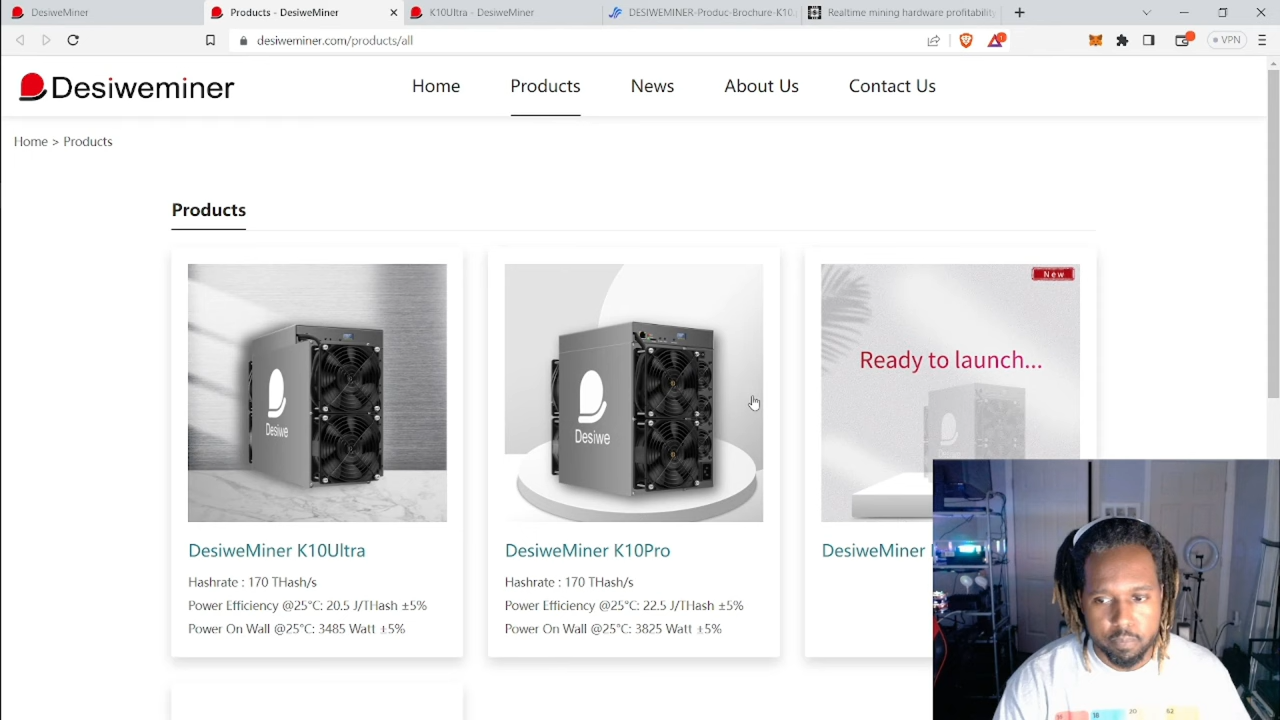 DesiweMiner
Products - DesiweMiner
K10Ultra - DesiweMiner
DESIWEMINER-Produc-Brochure-K10
Realtime mining hardware profitability
desiweminer.com/products/all
1
VPN
Desiweminer
Home
Products
News
About Us
Contact Us
Home > Products
Products
Desiwe
DesiweMiner K10Ultra
Hashrate : 170 THash/s
Power Efficiency @25°C: 20.5 J/THash ±5%
Power On Wall @25°C: 3485 Watt ±5%
Desiwe
DesiweMiner K10Pro
Hashrate : 170 THash/s
Power Efficiency @25°C: 22.5 J/THash ±5%
Power On Wall @25°C: 3825 Watt ±5%
New
Ready to launch...
DesiweMiner